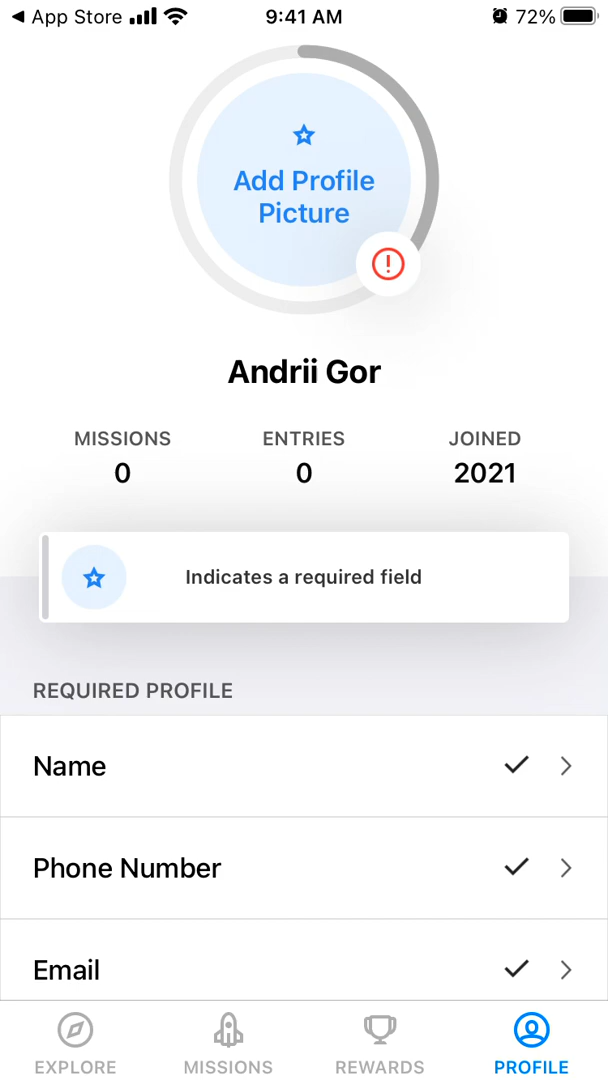 App Store 9:41 AM 72%
Add Profile
Picture
Andrii Gor
MISSIONS ENTRIES JOINED
0 0 2021
Indicates a required field
REQUIRED PROFILE
Name
Phone Number
Email
EXPLORE MISSIONS REWARDS PROFILE